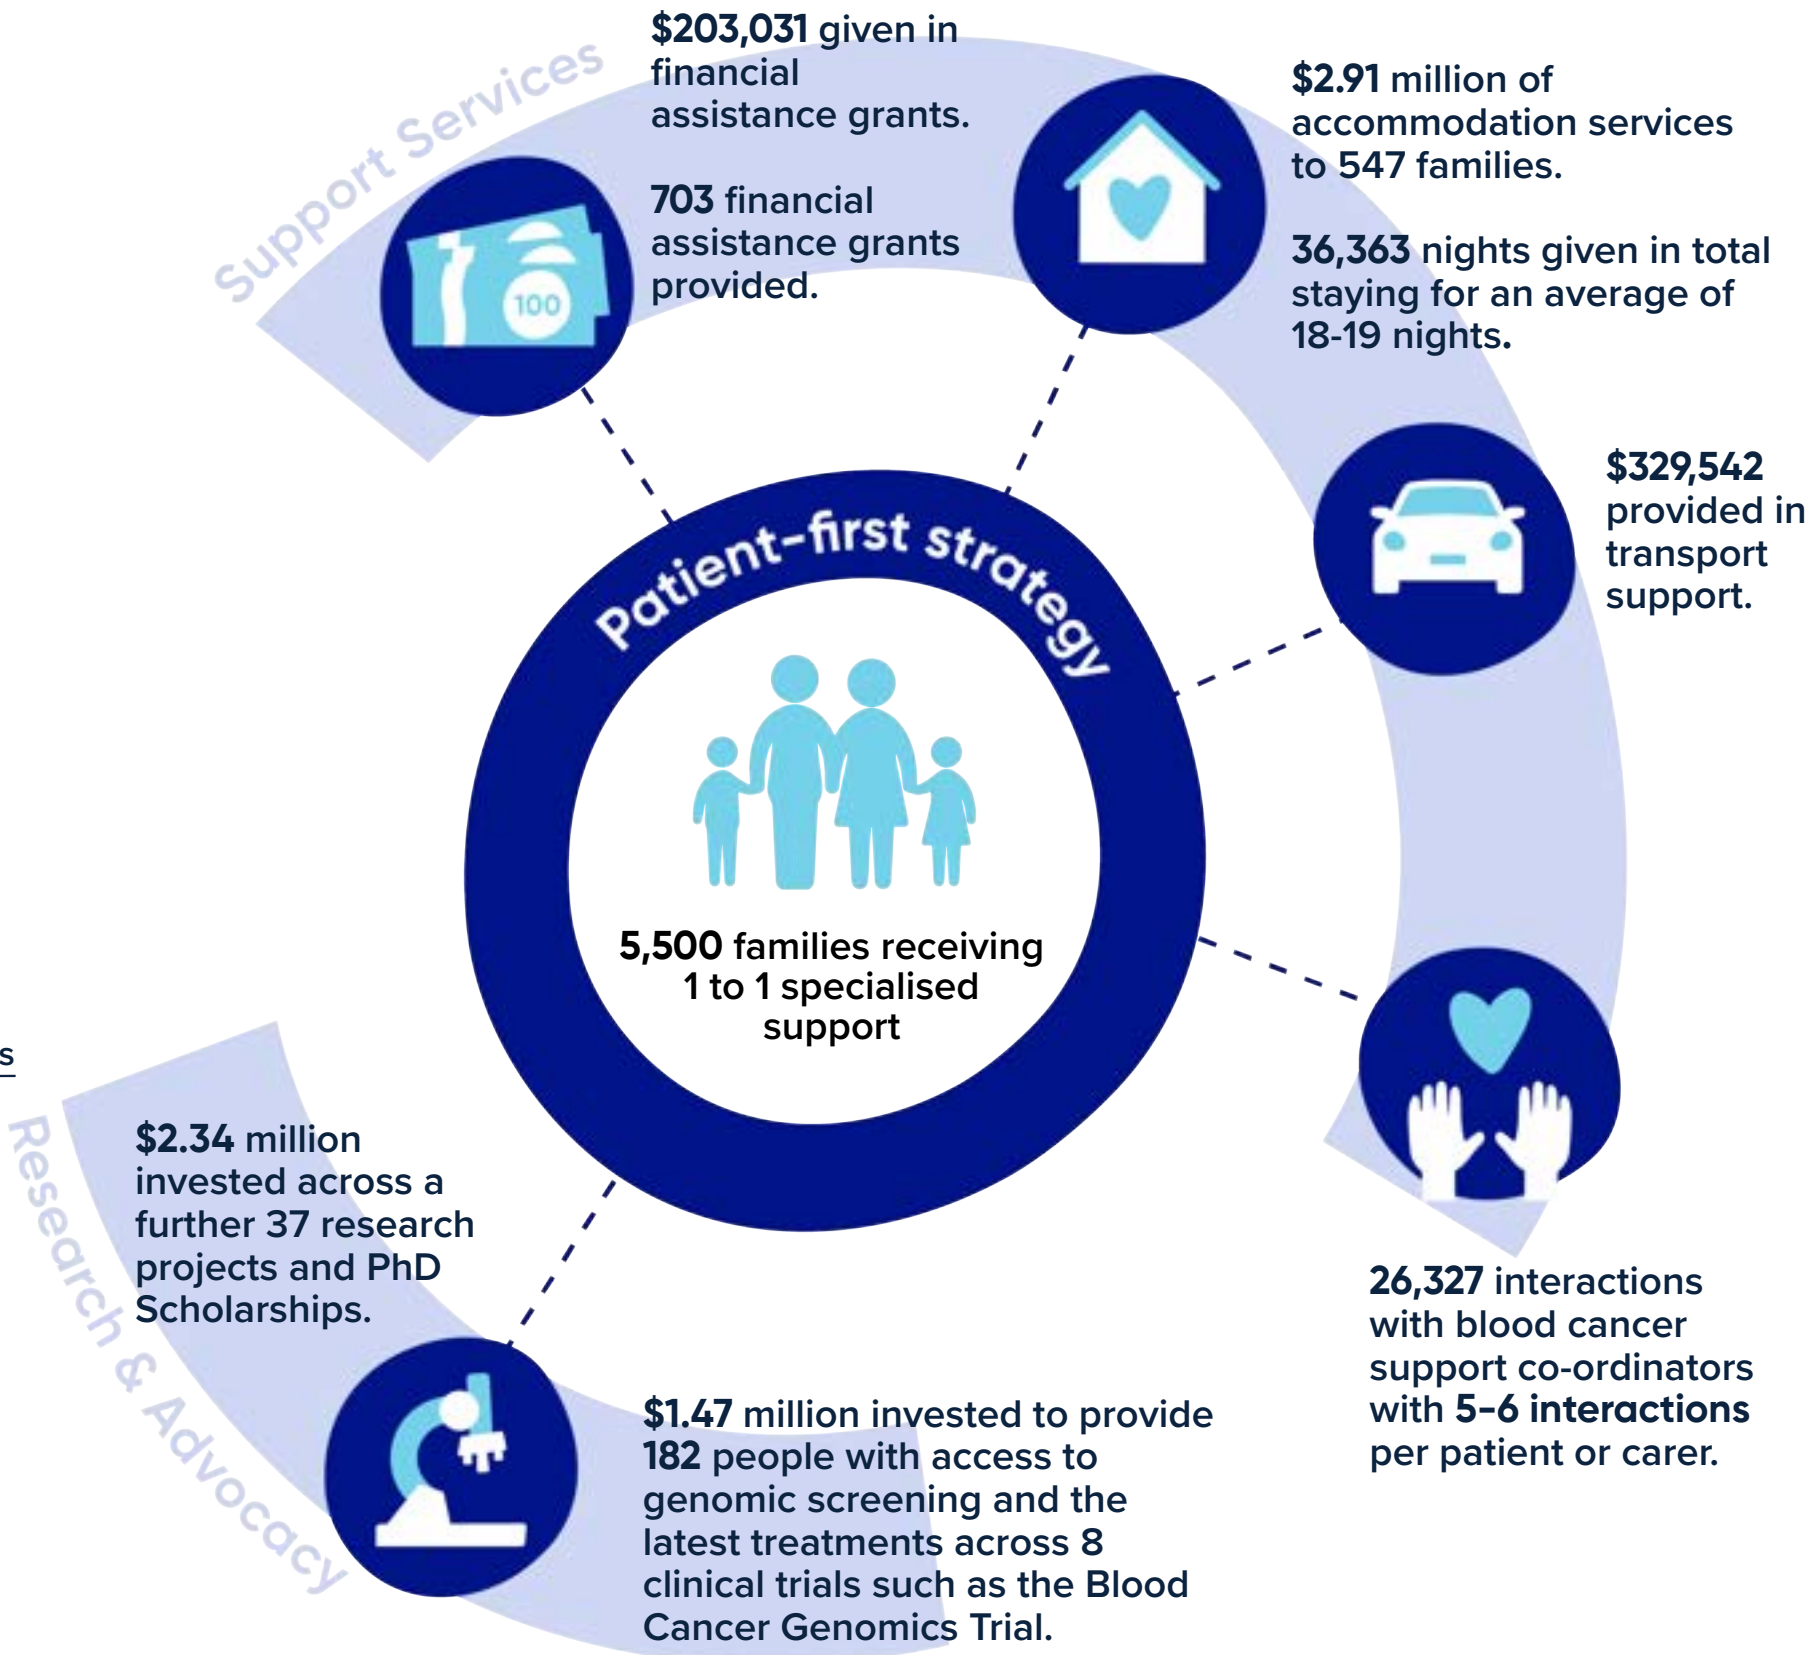 Support Services
$203,031 given in
financial
assistance grants.
703 financial
assistance grants
provided.
100
$2.91 million of
accommodation services
to 547 families.
36,363 nights given in total
staying for an average of
18-19 nights.
$329,542
provided in
transport
support.
Patient-first strategy
5,500 families receiving
1 to 1 specialised
support
26,327 interactions
with blood cancer
support co-ordinators
with 5-6 interactions
per patient or carer.
s
Research & Advocacy
$2.34 million
invested across a
further 37 research
projects and PhD
Scholarships.
$1.47 million invested to provide
182 people with access to
genomic screening and the
latest treatments across 8
clinical trials such as the Blood
Cancer Genomics Trial.